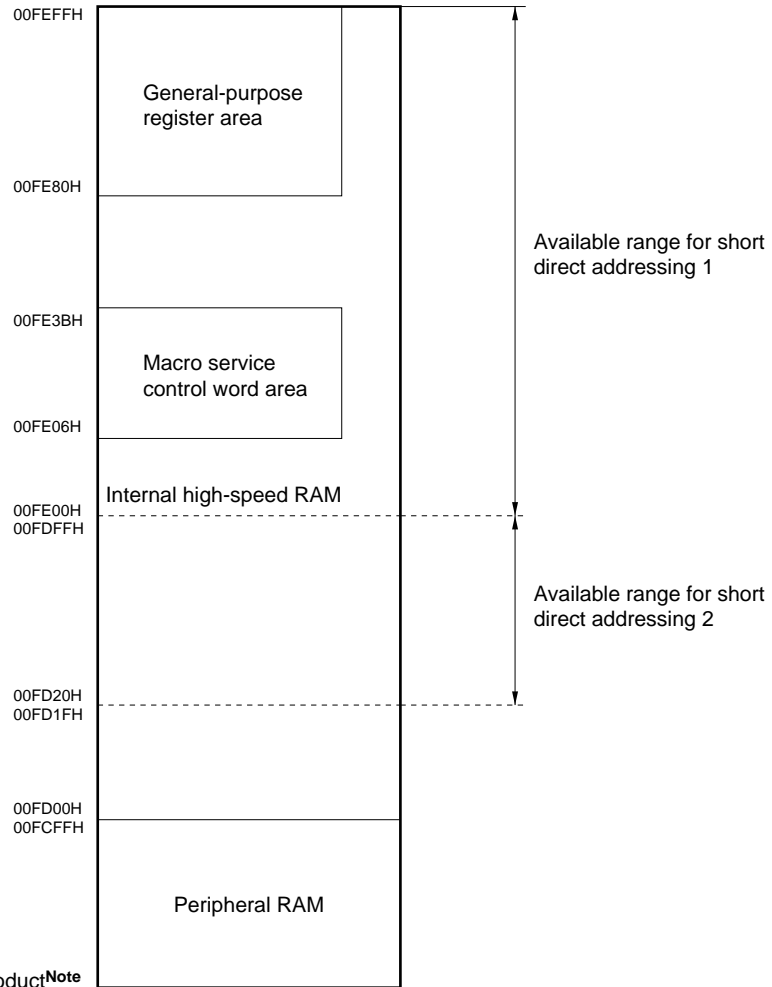 00FEFFH
General-purpose
register area
00FE80H
Available range for short
direct addressing 1
00FE3BH
Macro service
control word area
00FE06H
Internal high-speed RAM
00FE00H
00FDFFH
Available range for short
direct addressing 2
00FD20H
00FD1FH
00FD00H
00FCFFH
Peripheral RAM
Note